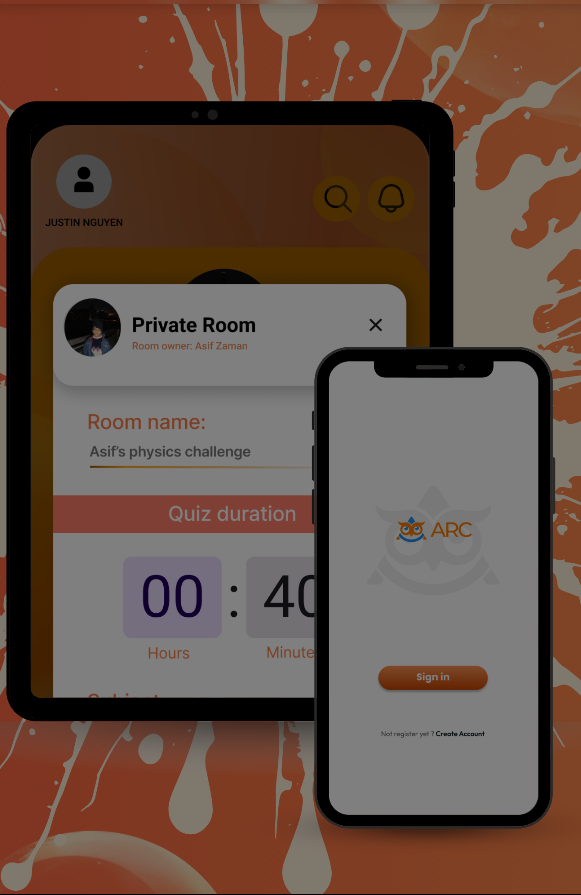 JUSTIN NGUYEN
Private Room
Room owner: Asif Zaman
Room name:
Asif's physics challenge
Quiz duration
00 : 40
Hours
Minute
ARC
Sign in
Not register yet ? Create Account